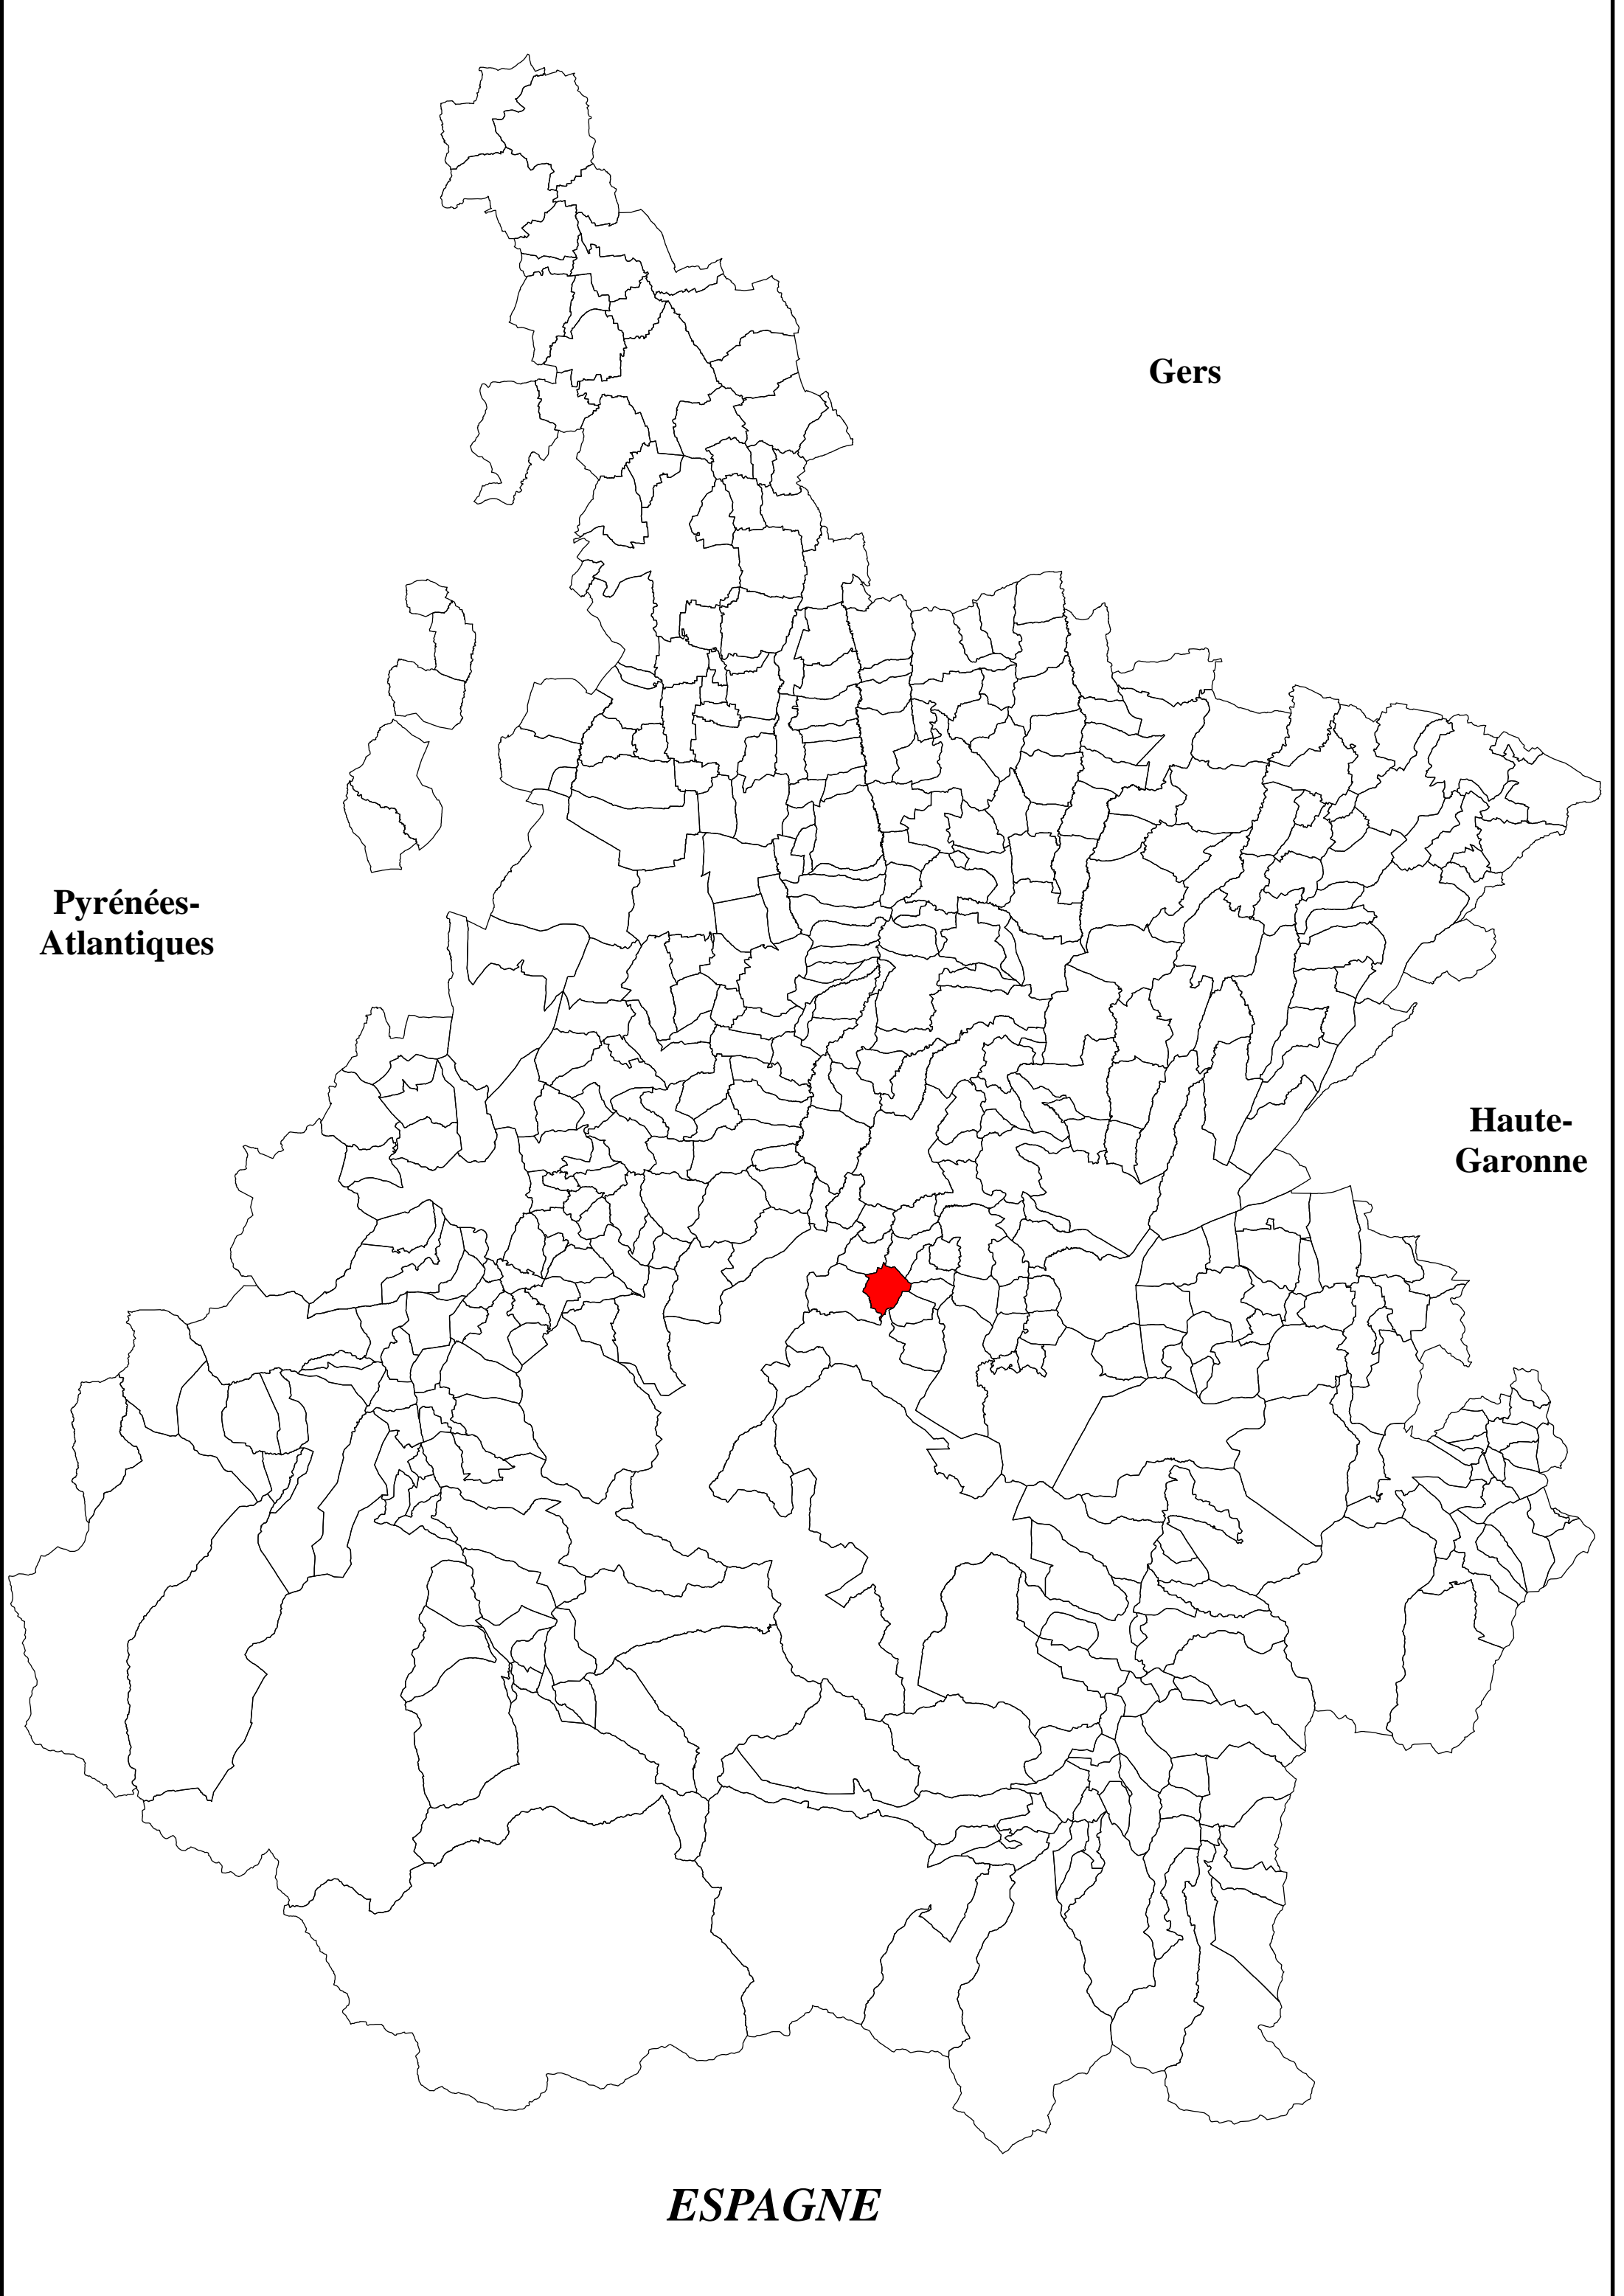 Gers
Pyrénées-
Atlantiques
Haute-
Garonne
ESPAGNE